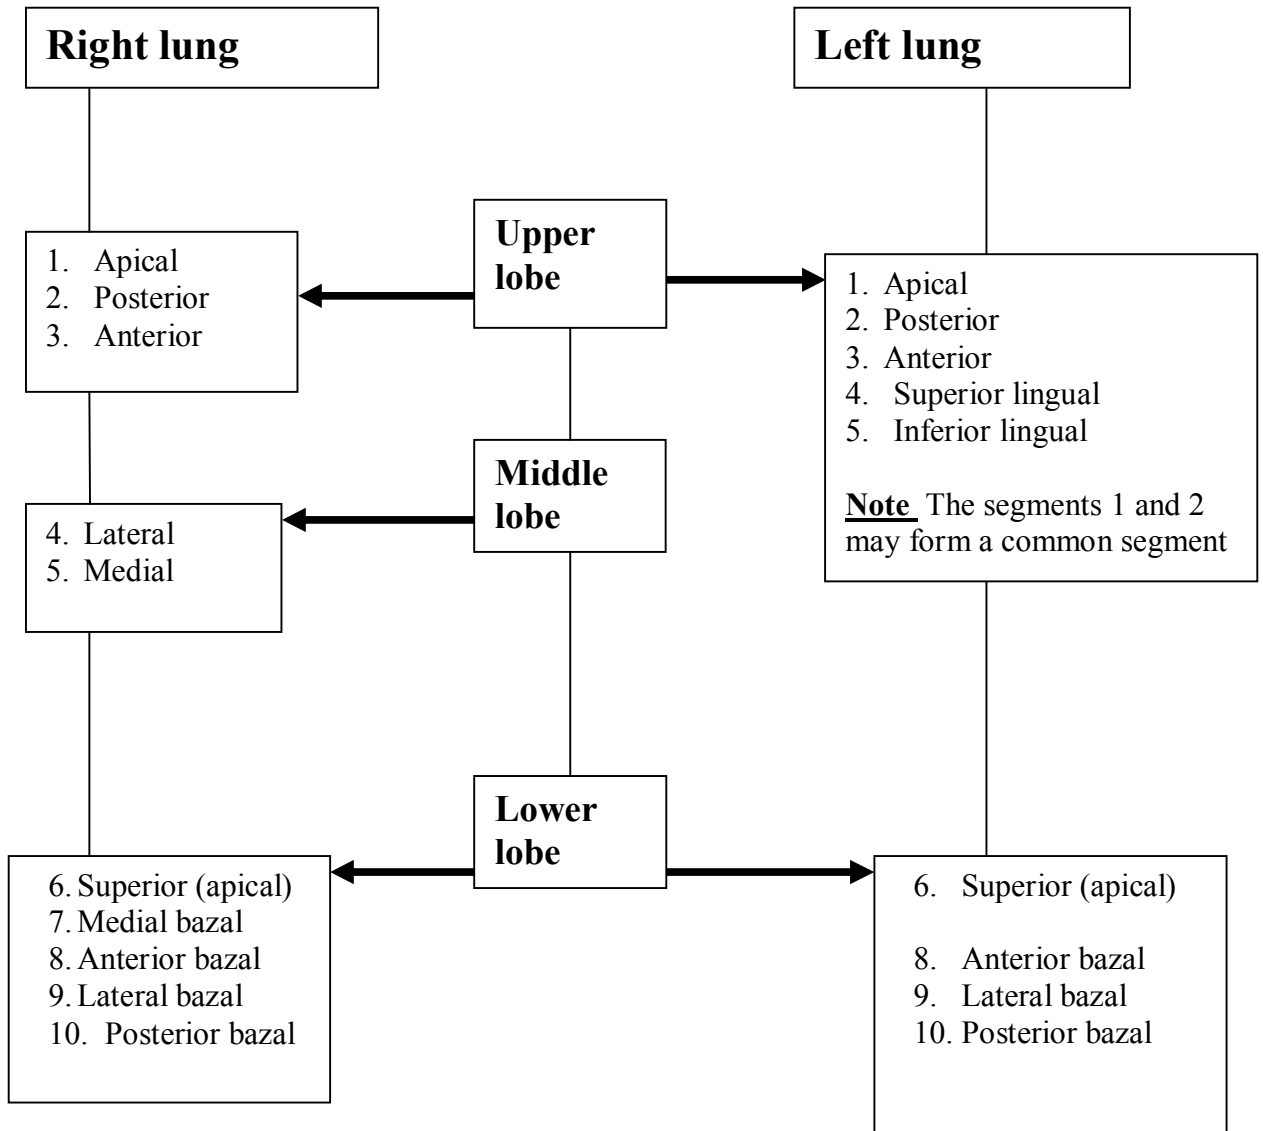 Right lung
Left lung
Upper
lobe
1. Apical
2. Posterior
3. Anterior
1. Apical
2. Posterior
3. Anterior
4. Superior lingual
5. Inferior lingual
Note The segments 1 and 2
may form a common segment
Middle
lobe
4. Lateral
5. Medial
Lower
lobe
6. Superior (apical)
7. Medial bazal
8. Anterior bazal
9. Lateral bazal
10. Posterior bazal
6. Superior (apical)
8. Anterior bazal
9. Lateral bazal
10. Posterior bazal